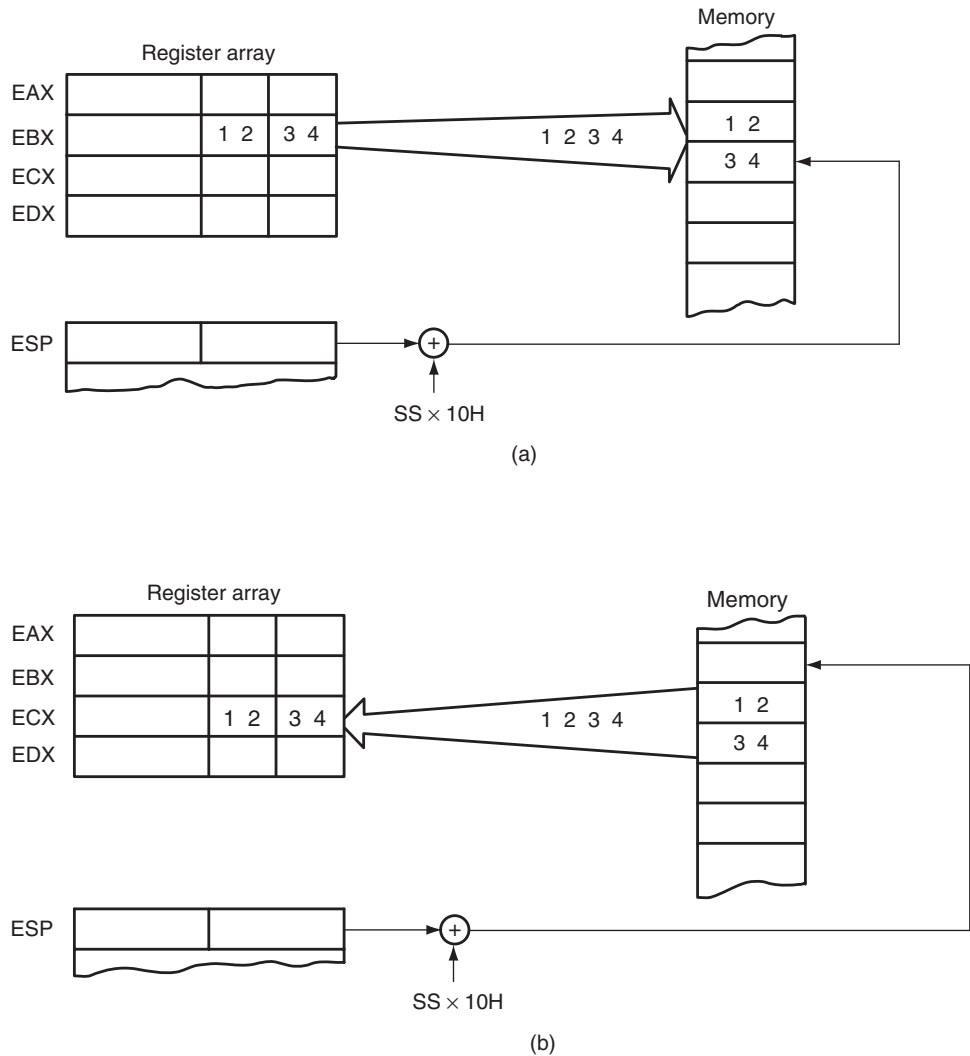 Memory
Register array
EAX
EBX 1 2 3 4 1 2 3 4 1 2
ECX 3 4
EDX
ESP +
SS × 10H
(a)
Register array Memory
EAX
EBX
ECX 1 2 3 4 1 2 3 4 1 2
EDX 3 4
ESP +
SS × 10H
(b)